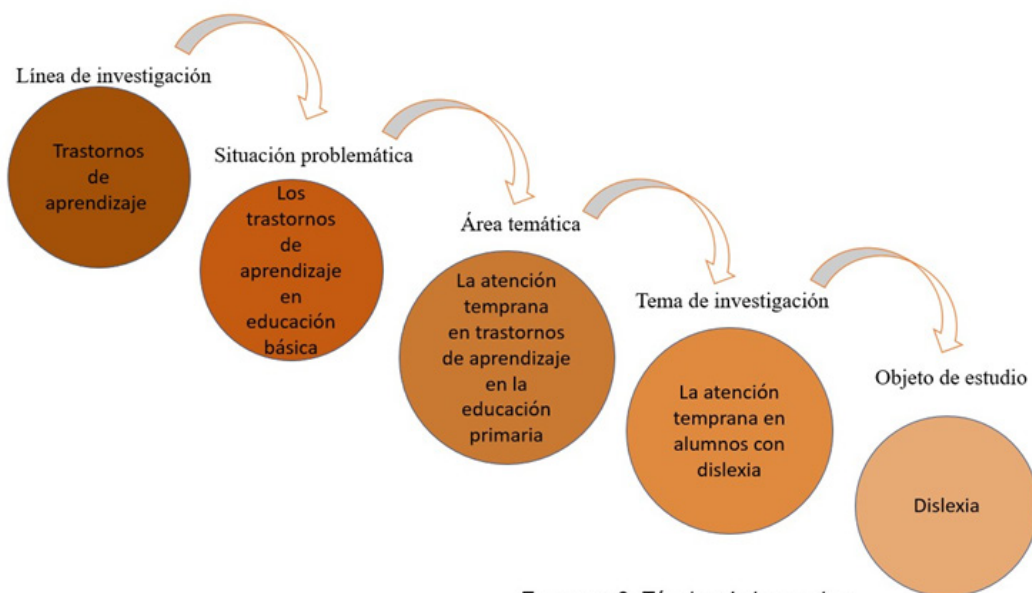 Línea de investigación
Trastornos
de
aprendizaje
Situación problemática
Los
trastornos
de
aprendizaje
en
educación
básica
Área temática
La atención
temprana
en trastornos
de aprendizaje
en la
educación
primaria
Tema de investigación
La atención
temprana en
alumnos con
dislexia
Objeto de estudio
Dislexia